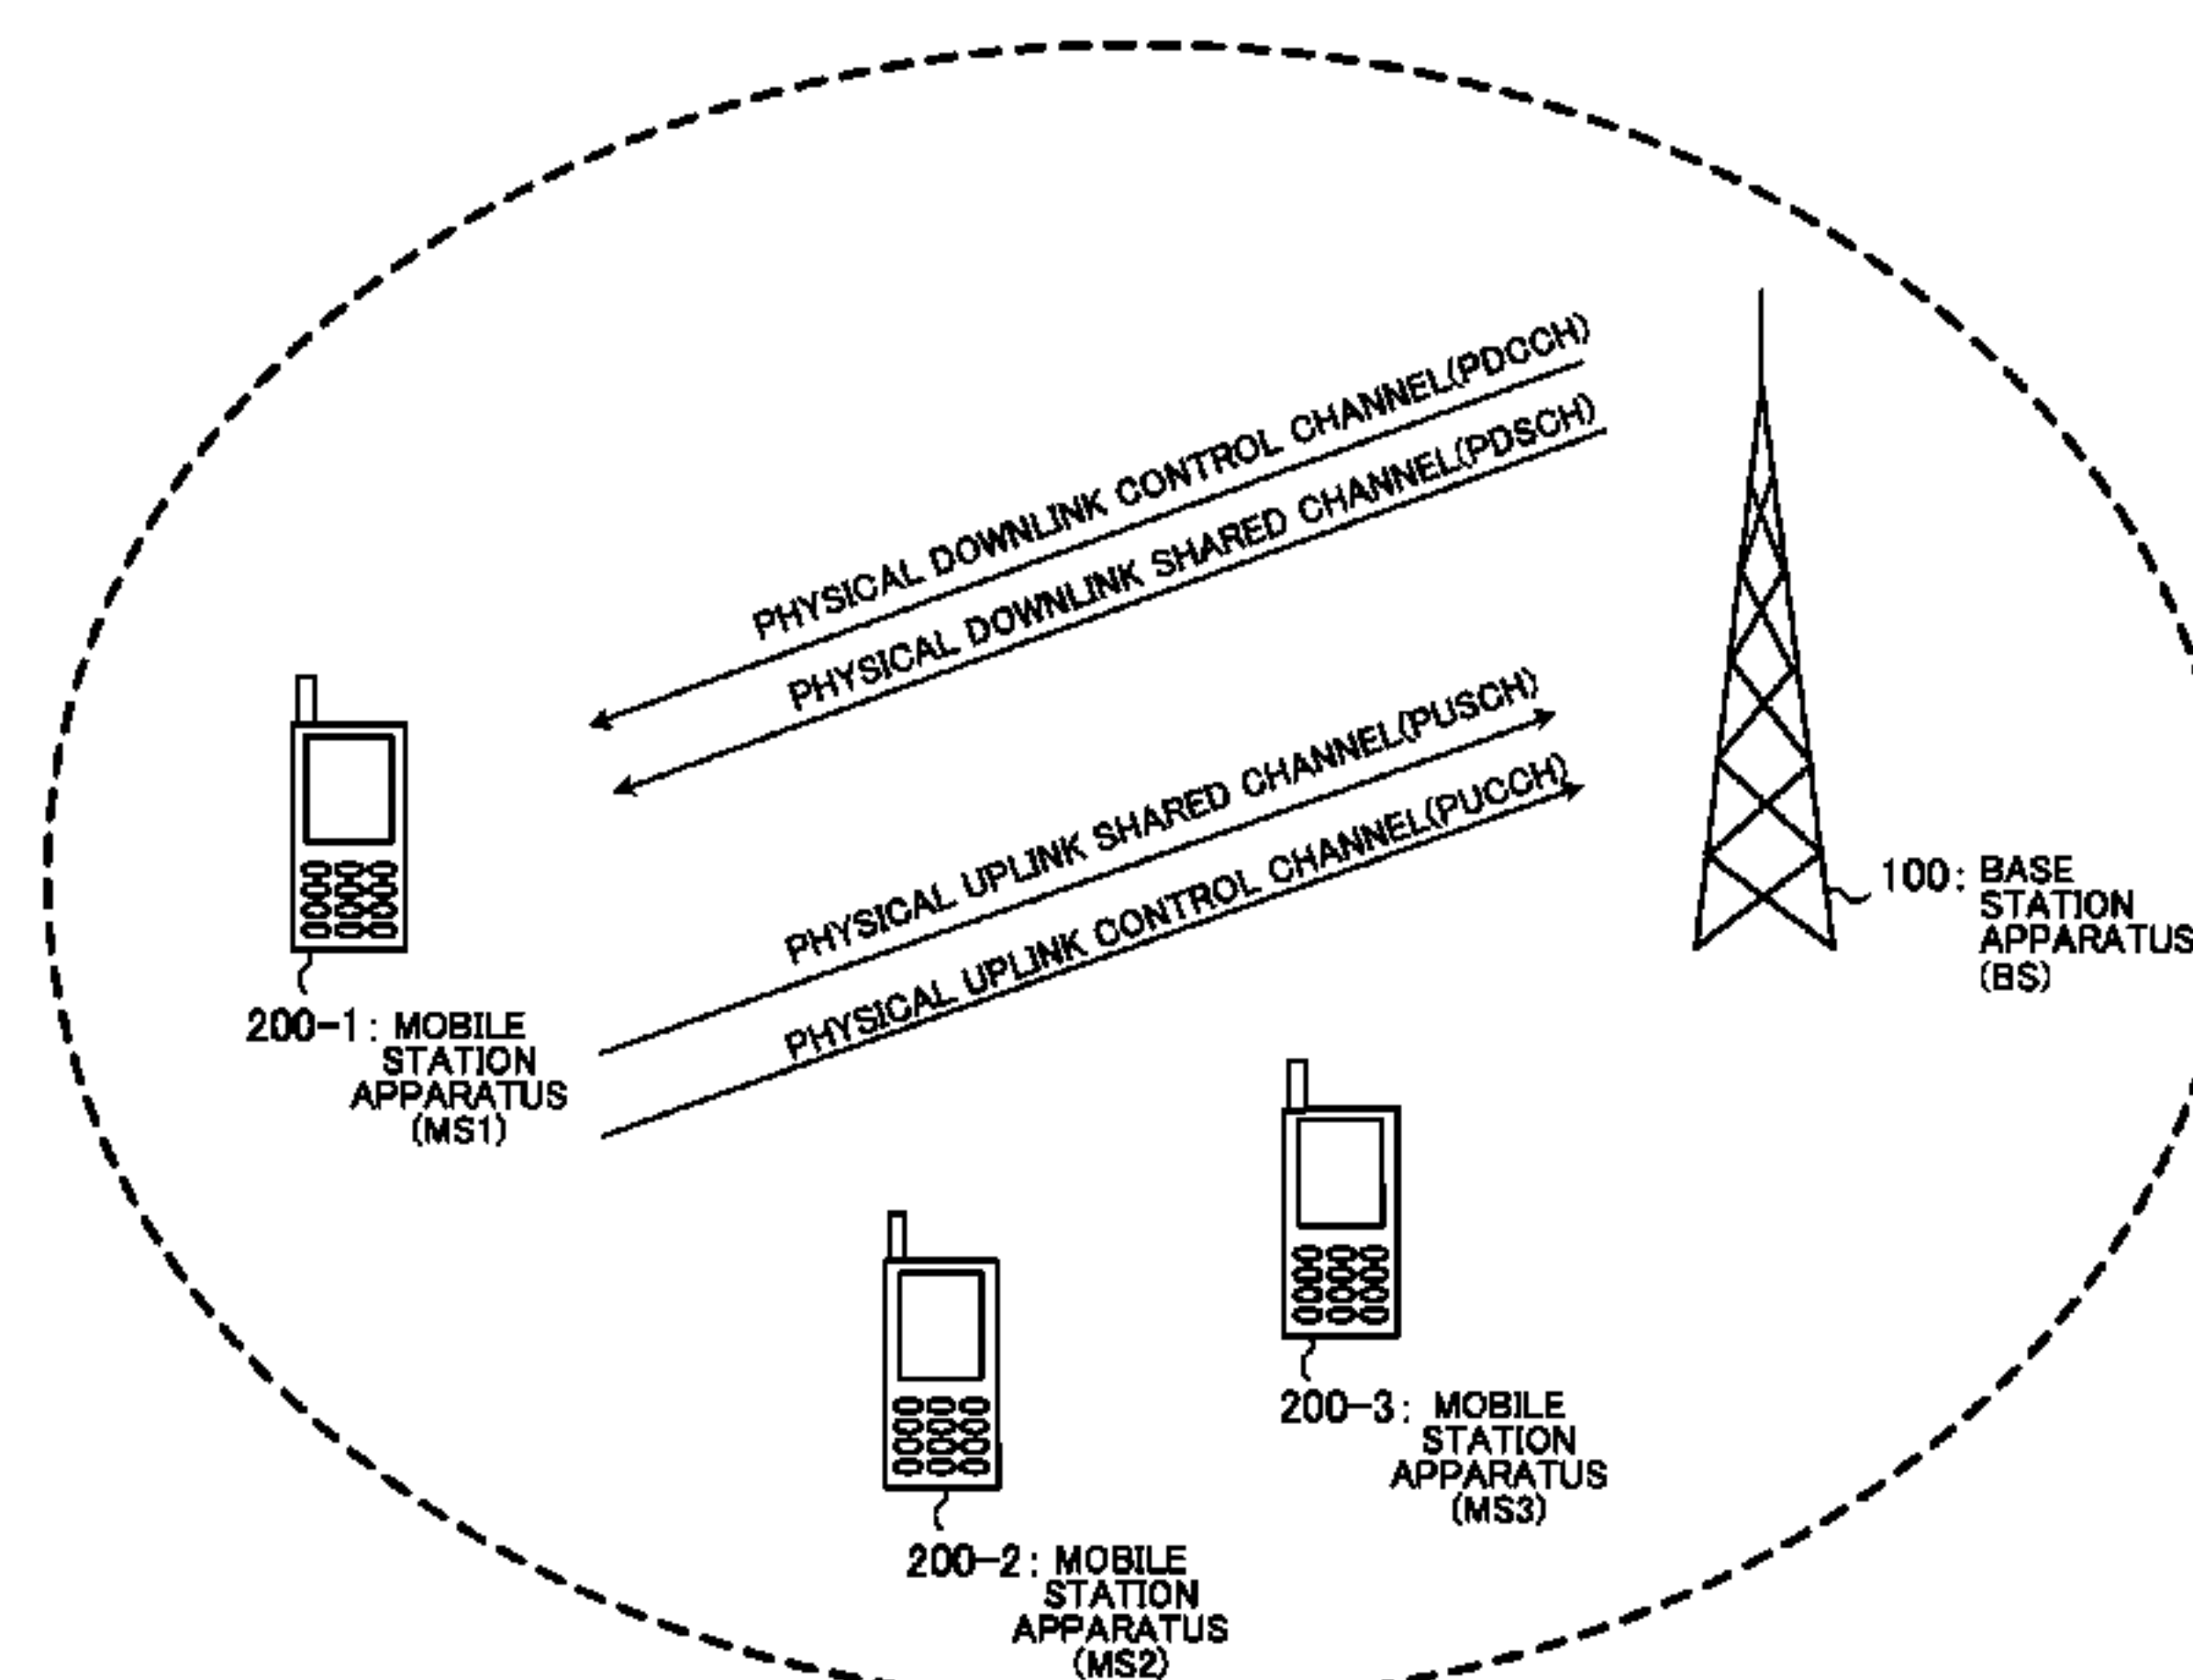 PHYSICAL DOWNLINK CONTROL CHANNEL(PDCCH)
PHYSICAL DOWNLINK SHARED CHANNEL(PDSCH)
PHYSICAL UPLINK SHARED CHANNEL(PUSCH)
PHYSICAL UPLINK CONTROL CHANNEL(PUCCH)
100: BASE
STATION
APPARATUS
(BS)
200-1: MOBILE
STATION
APPARATUS
(MS1)
200-3: MOBILE
STATION
APPARATUS
(MS3)
200-2: MOBILE
STATION
APPARATUS
(MS2)